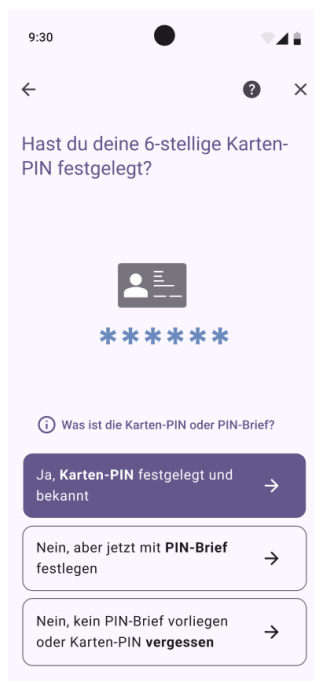 9:30
Hast du deine 6-stellige Karten-
PIN festgelegt?
******
Was ist die Karten-PIN oder PIN-Brief?
Ja, Karten-PIN festgelegt und
bekannt
Nein, aber jetzt mit PIN-Brief
festlegen
Nein, kein PIN-Brief vorliegen
oder Karten-PIN vergessen